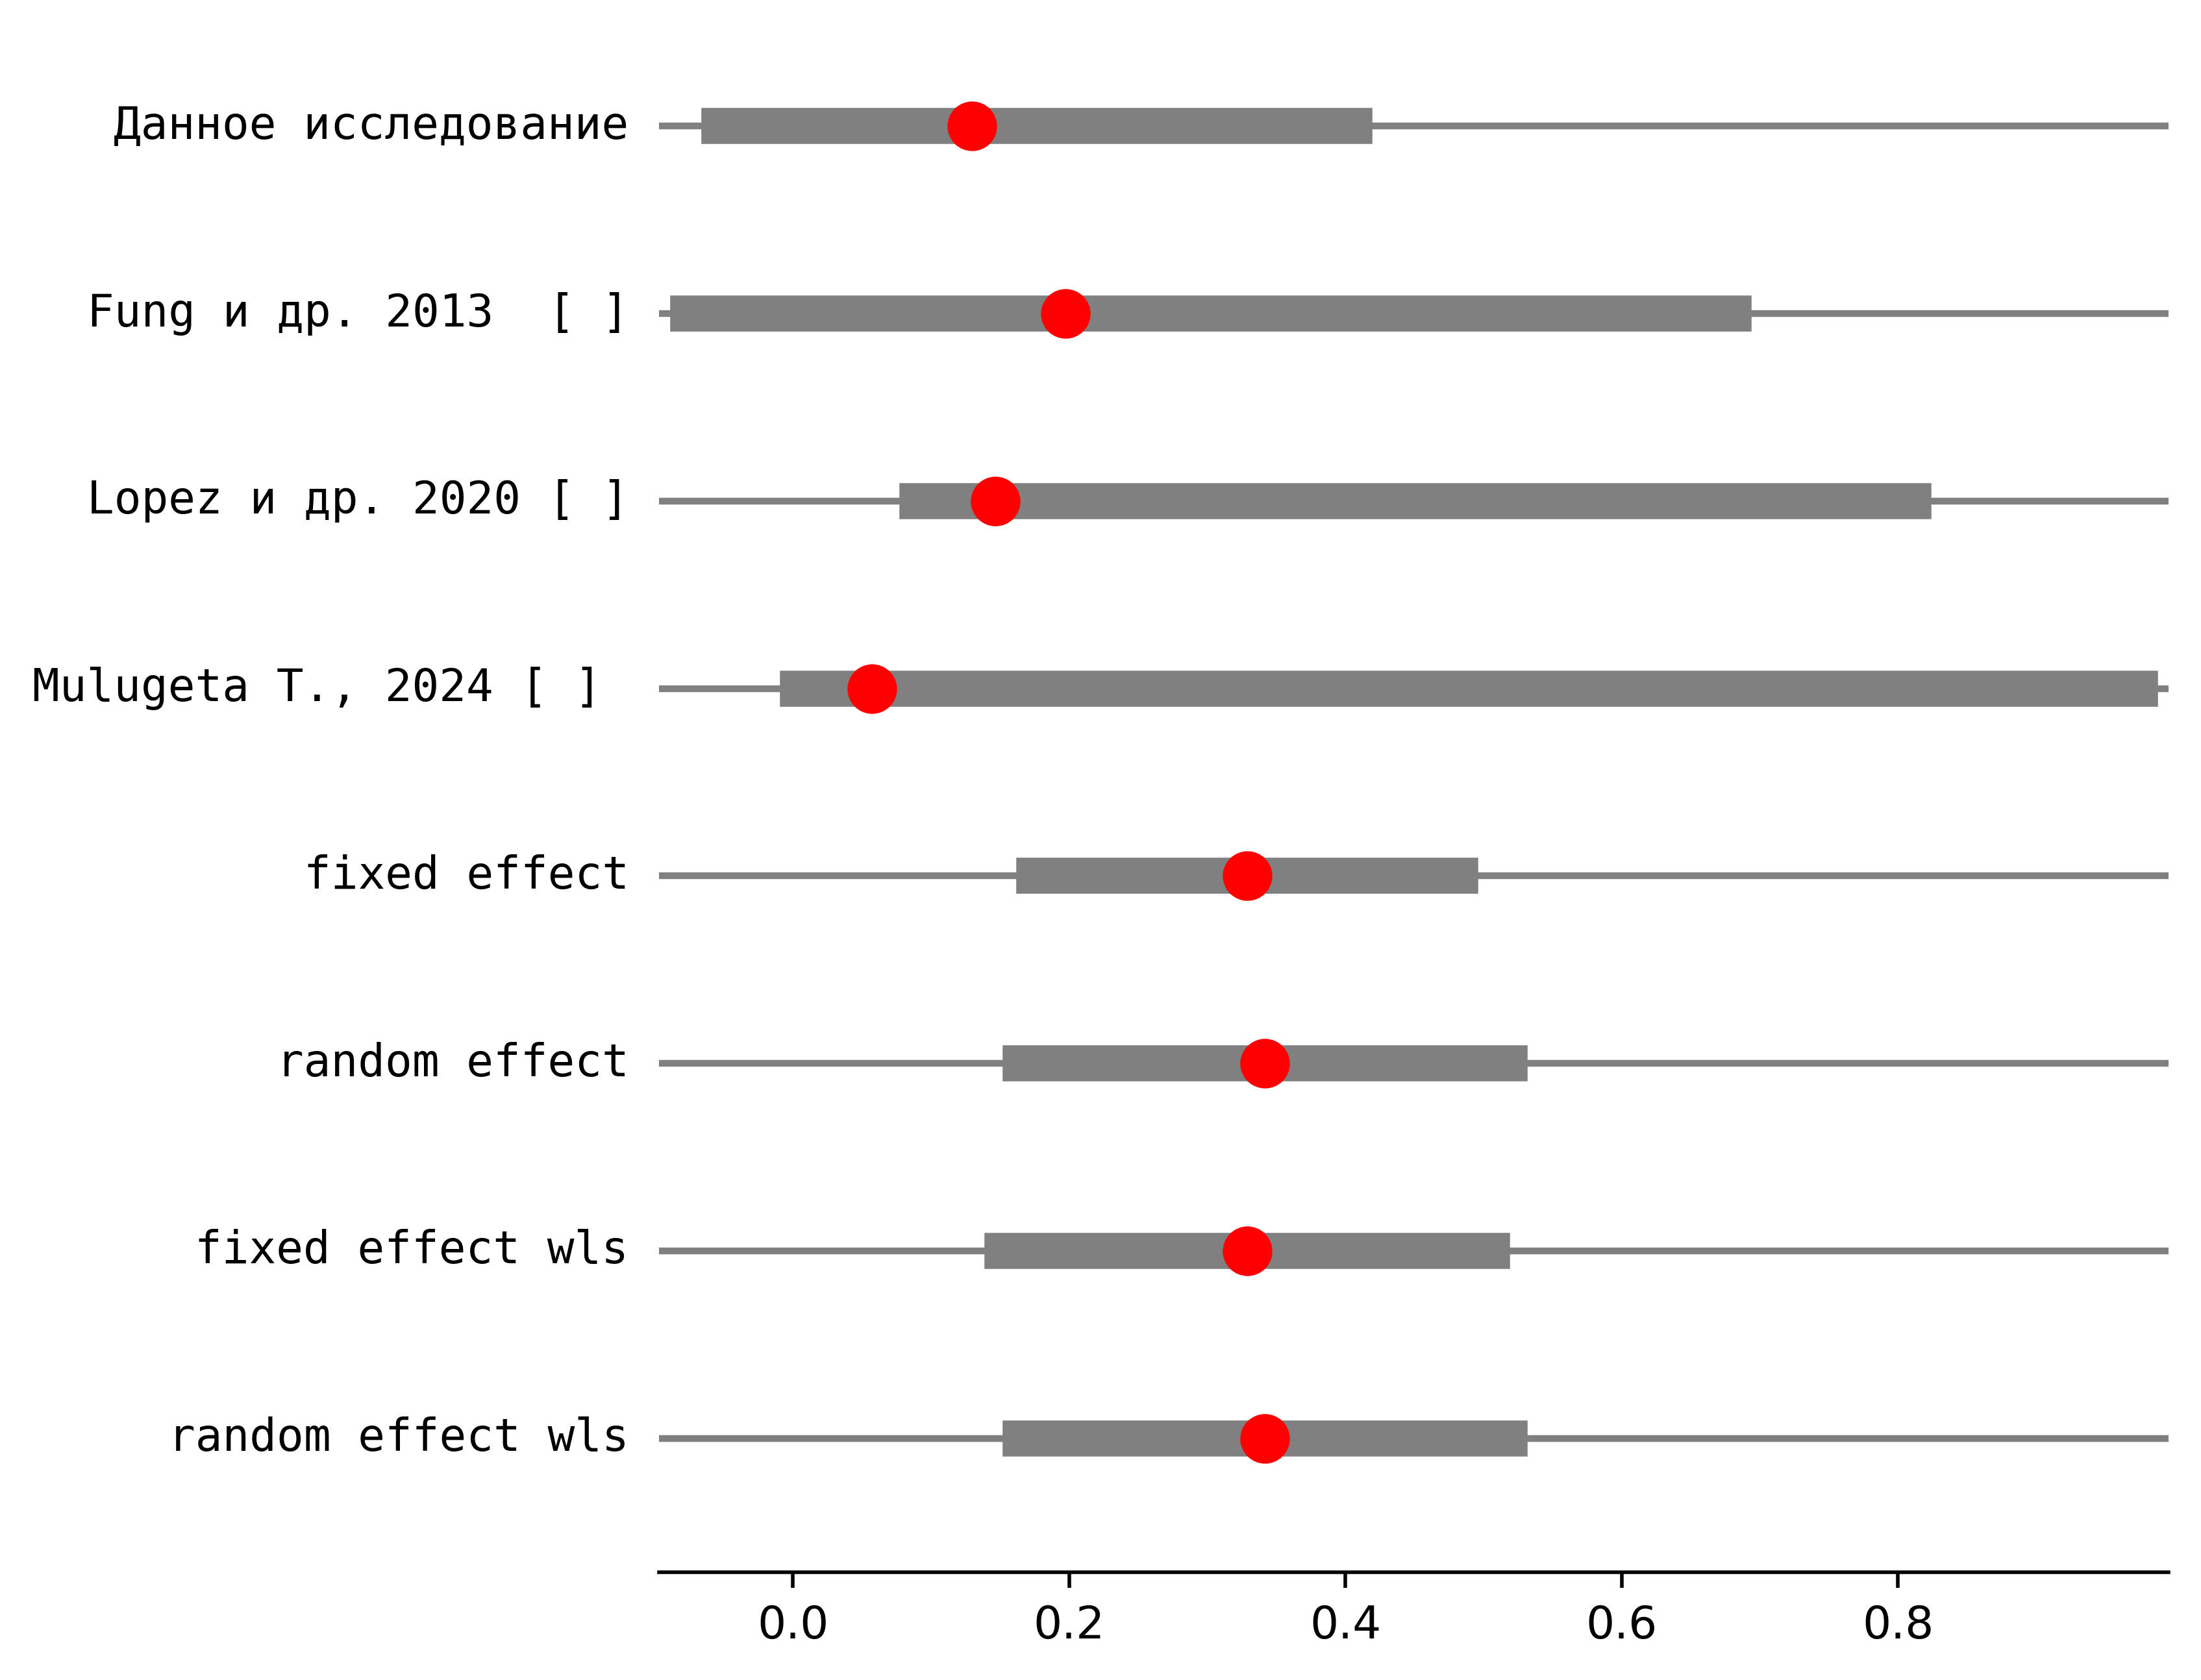 Данное исследование
Fung и др. 2013  [ ]
Lopez и др. 2020 [ ]
Mulugeta T., 2024 [ ]
fixed effect
random effect
fixed effect wls
random effect wls
0.0 0.2 0.4 0.6 0.8